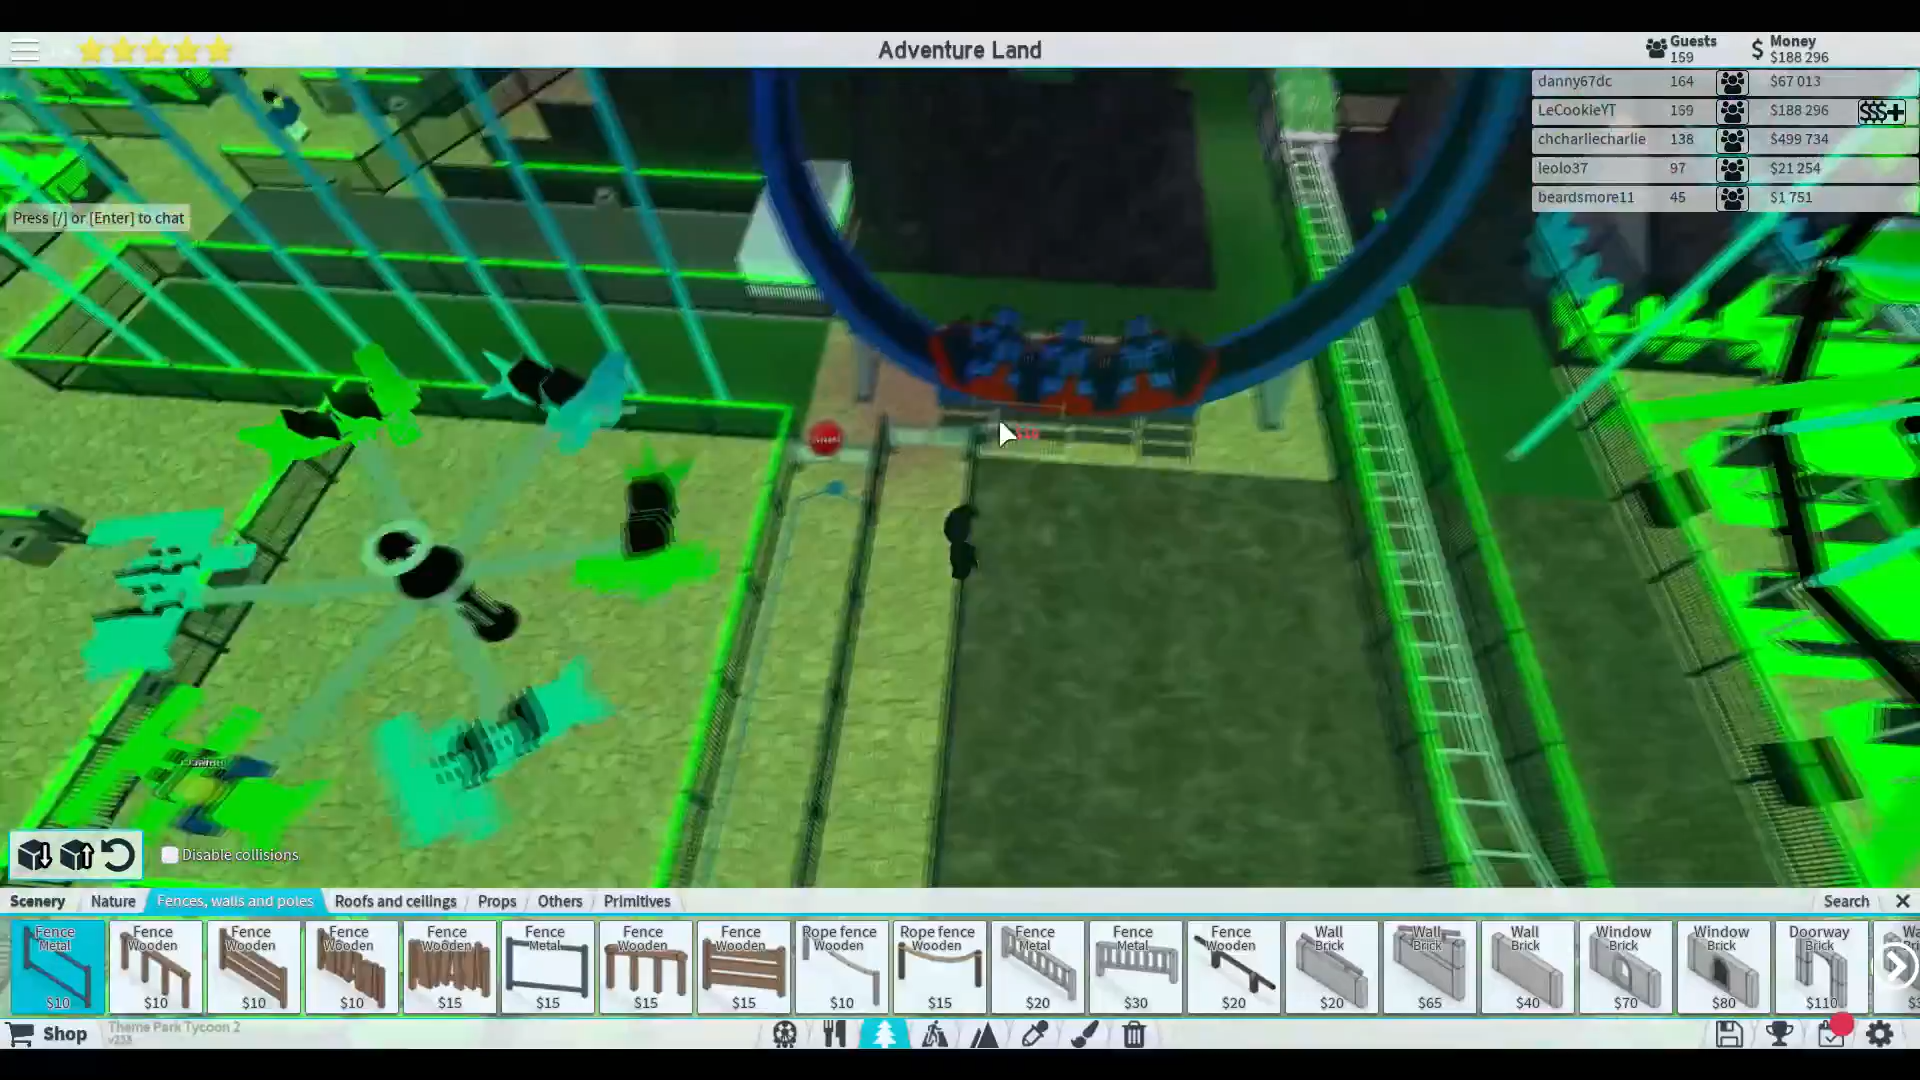 Adventure Land
Guests
159
Money
$188 296
danny67dc 164 $67 013
LeCookieYT 159 $188 296 $$$+
chcharliecharlie 138 $499 734
leolo37 97 $21 254
beardsmore11 45 $1 751
Press [/] or [Enter] to chat
Disable collisions
Scenery Nature Fences, walls and poles Roofs and ceilings Props Others Primitives Search
Fence Fence Fence Fence Fence Fence Fence Fence Rope fence Rope fence Fence Fence Fence Wall Wall Wall Window Window Doorway
Metal Wooden Wooden Wooden Wooden Metal Wooden Wooden Wooden Wooden Metal Metal Wooden Brick Brick Brick Brick Brick Brick
$10 $10 $10 $10 $15 $15 $15 $15 $10 $15 $20 $30 $20 $20 $65 $40 $70 $80 $110
Shop
Theme Park Tycoon 2
v233